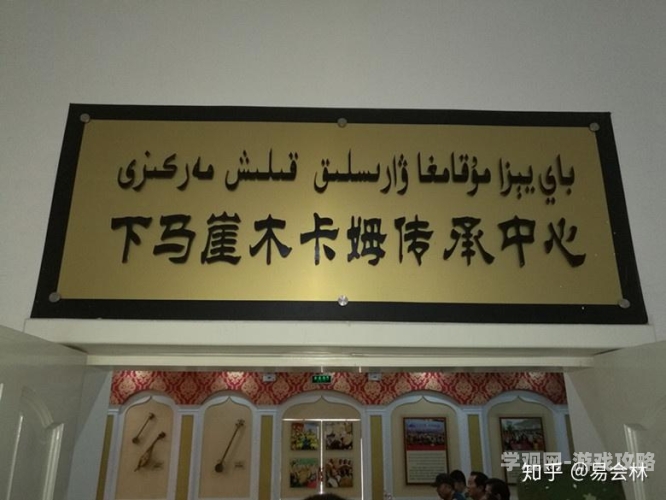 باي يېزا مۇقامغا ۋارىسلىق قىلىش مەركىزى
下马崖木卡姆传承中心
学观网-游戏攻略
知乎 @易会林